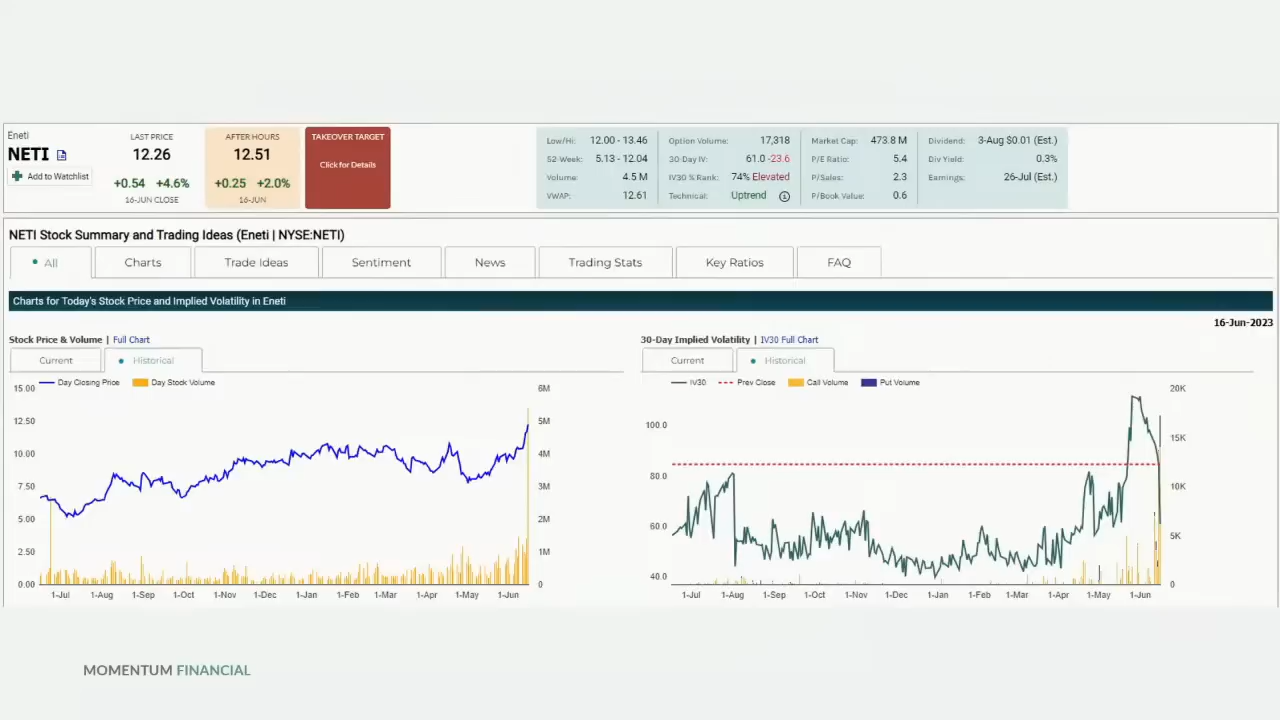 Eneti
NETI
Add to Watchlist
LAST PRICE
12.26
+0.54 +4.6%
16-JUN CLOSE
AFTER HOURS
12.51
+0.25 +2.0%
16-JUN
TAKEOVER TARGET
Click for Details
Low/Hi: 12.00 - 13.46
52-Week: 5.13 - 12.04
Volume: 4.5 M
VWAP: 12.61
Option Volume: 17,318
30-Day IV: 61.0 -23.6
IV30 % Rank: 74% Elevated
Technical: Uptrend
Market Cap: 473.8 M
P/E Ratio: 5.4
P/Sales: 2.3
P/Book Value: 0.6
Dividend: 3-Aug $0.01 (Est.)
Div Yield: 0.3%
Earnings: 26-Jul (Est.)
NETI Stock Summary and Trading Ideas (Eneti | NYSE:NETI)
All Charts Trade Ideas Sentiment News Trading Stats Key Ratios FAQ
Charts for Today's Stock Price and Implied Volatility in Eneti
16-Jun-2023
Stock Price & Volume | Full Chart
Current Historical
Day Closing Price Day Stock Volume
15.00
12.50
10.00
7.50
5.00
2.50
0.00
6M
5M
4M
3M
2M
1M
0
1-Jul 1-Aug 1-Sep 1-Oct 1-Nov 1-Dec 1-Jan 1-Feb 1-Mar 1-Apr 1-May 1-Jun
30-Day Implied Volatility | IV30 Full Chart
Current Historical
IV30 Prev Close Call Volume Put Volume
100.0
80.0
60.0
40.0
20K
15K
10K
5K
0
1-Jul 1-Aug 1-Sep 1-Oct 1-Nov 1-Dec 1-Jan 1-Feb 1-Mar 1-Apr 1-May 1-Jun
MOMENTUM FINANCIAL